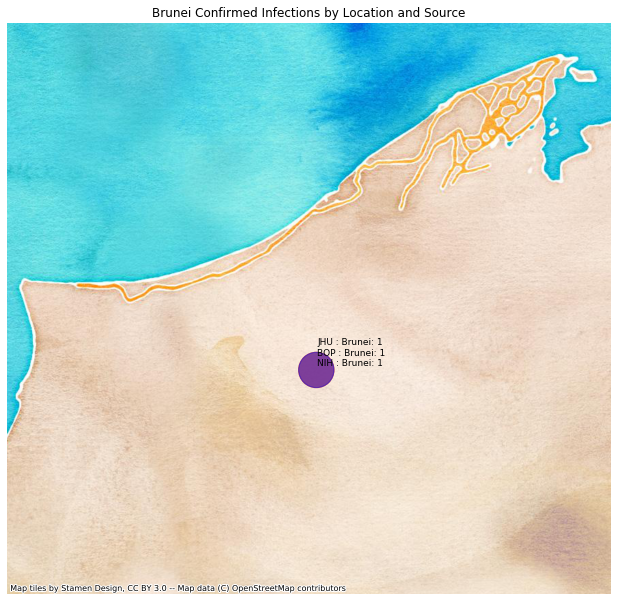 Brunei Confirmed Infections by Location and Source
JHU : Brunei: 1
BOP : Brunei: 1
NIH : Brunei: 1
Map tiles by Stamen Design, CC BY 3.0 -- Map data (C) OpenStreetMap contributors